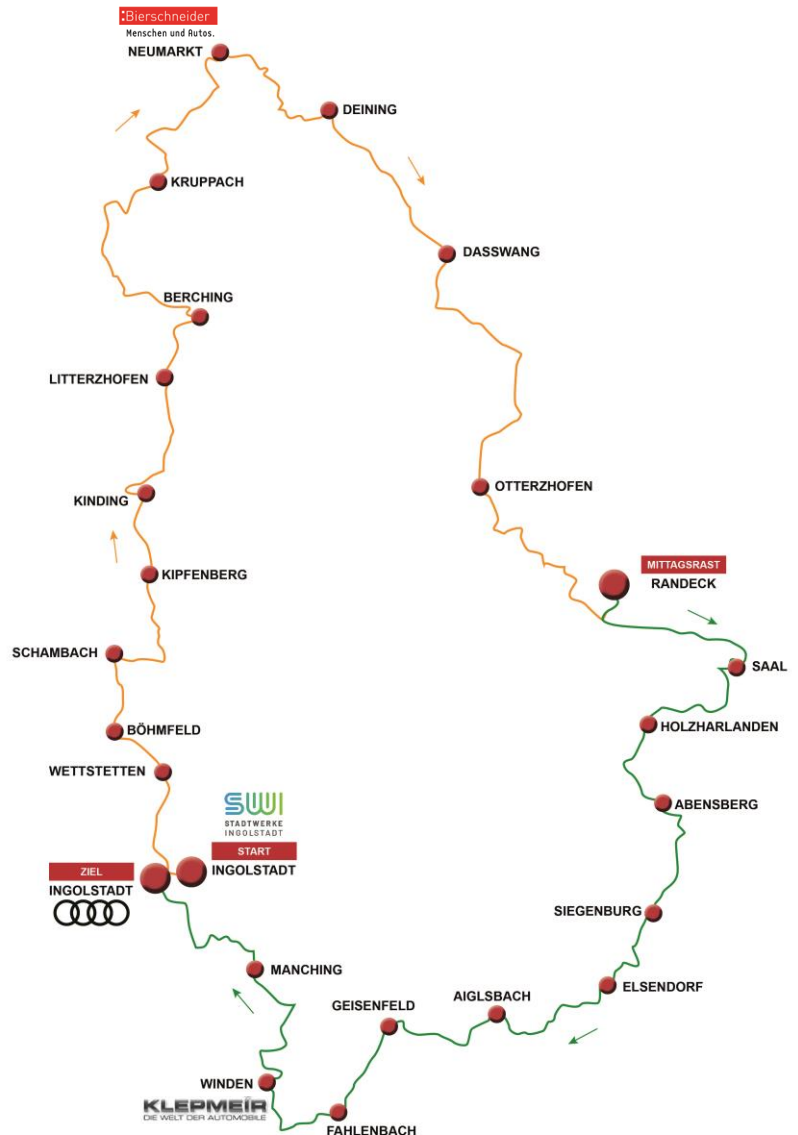 :Bierschneider
Menschen und Autos.
NEUMARKT
DEINING
KRUPPACH
DASSWANG
BERCHING
LITTERZHOFEN
OTTERZHOFEN
KINDING
MITTAGSRAST
RANDECK
KIPFENBERG
SCHAMBACH
SAAL
BÖHMFELD
HOLZHARLANDEN
WETTSTETTEN
SWI
STADTWERKE
INGOLSTADT
START
INGOLSTADT
ABENSBERG
ZIEL
INGOLSTADT
SIEGENBURG
MANCHING
ELSENDORF
AIGLSBACH
GEISENFELD
WINDEN
KLEPMEIR
DIE WELT DER AUTOMOBILE
FAHLENBACH